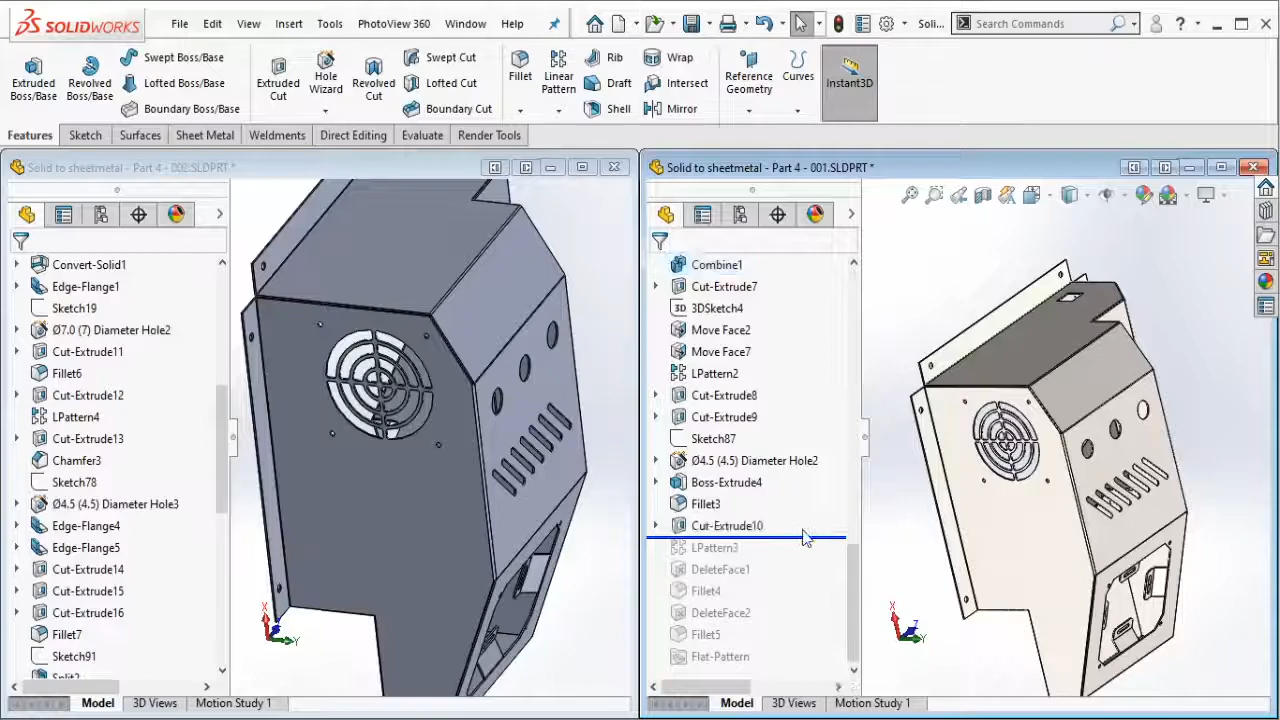 SOLIDWORKS File Edit View Insert Tools PhotoView 360 Window Help Soli... Search Commands
Extruded Boss/Base
Revolved Boss/Base
Swept Boss/Base
Lofted Boss/Base
Boundary Boss/Base
Extruded Cut
Hole Wizard
Revolved Cut
Swept Cut
Lofted Cut
Boundary Cut
Fillet
Linear Pattern
Rib
Draft
Shell
Wrap
Intersect
Mirror
Reference Geometry
Curves
Instant3D
Features Sketch Surfaces Sheet Metal Weldments Direct Editing Evaluate Render Tools
Solid to sheetmetal - Part 4 - 002.SLDPRT *
Convert-Solid1
Edge-Flange1
Sketch19
Ø7.0 (7) Diameter Hole2
Cut-Extrude11
Fillet6
Cut-Extrude12
LPattern4
Cut-Extrude13
Chamfer3
Sketch78
Ø4.5 (4.5) Diameter Hole3
Edge-Flange4
Edge-Flange5
Cut-Extrude14
Cut-Extrude15
Cut-Extrude16
Fillet7
Sketch91
Split2
X
Y
Model 3D Views Motion Study 1
Solid to sheetmetal - Part 4 - 001.SLDPRT *
Combine1
Cut-Extrude7
3D 3DSketch4
Move Face2
Move Face7
LPattern2
Cut-Extrude8
Cut-Extrude9
Sketch87
Ø4.5 (4.5) Diameter Hole2
Boss-Extrude4
Fillet3
Cut-Extrude10
LPattern3
DeleteFace1
Fillet4
DeleteFace2
Fillet5
Flat-Pattern
X
Z
Y
Model 3D Views Motion Study 1